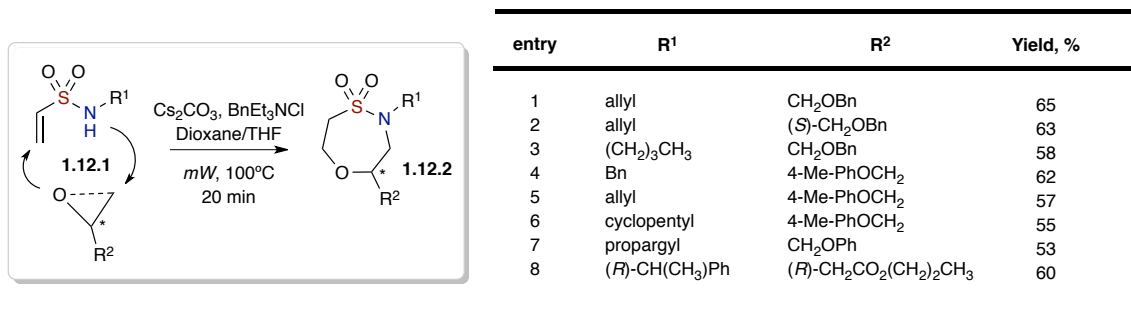 O O
S
N
R¹
H
1.12.1
O
*
R²
Cs₂CO₃, BnEt₃NCl
Dioxane/THF
mW, 100ºC
20 min
O O
S
N
R¹
O
*
R²
1.12.2
entry R¹ R² Yield, %
1 allyl CH₂OBn 65
2 allyl (S)-CH₂OBn 63
3 (CH₂)₃CH₃ CH₂OBn 58
4 Bn 4-Me-PhOCH₂ 62
5 allyl 4-Me-PhOCH₂ 57
6 cyclopentyl 4-Me-PhOCH₂ 55
7 propargyl CH₂OPh 53
8 (R)-CH(CH₃)Ph (R)-CH₂CO₂(CH₂)₂CH₃ 60